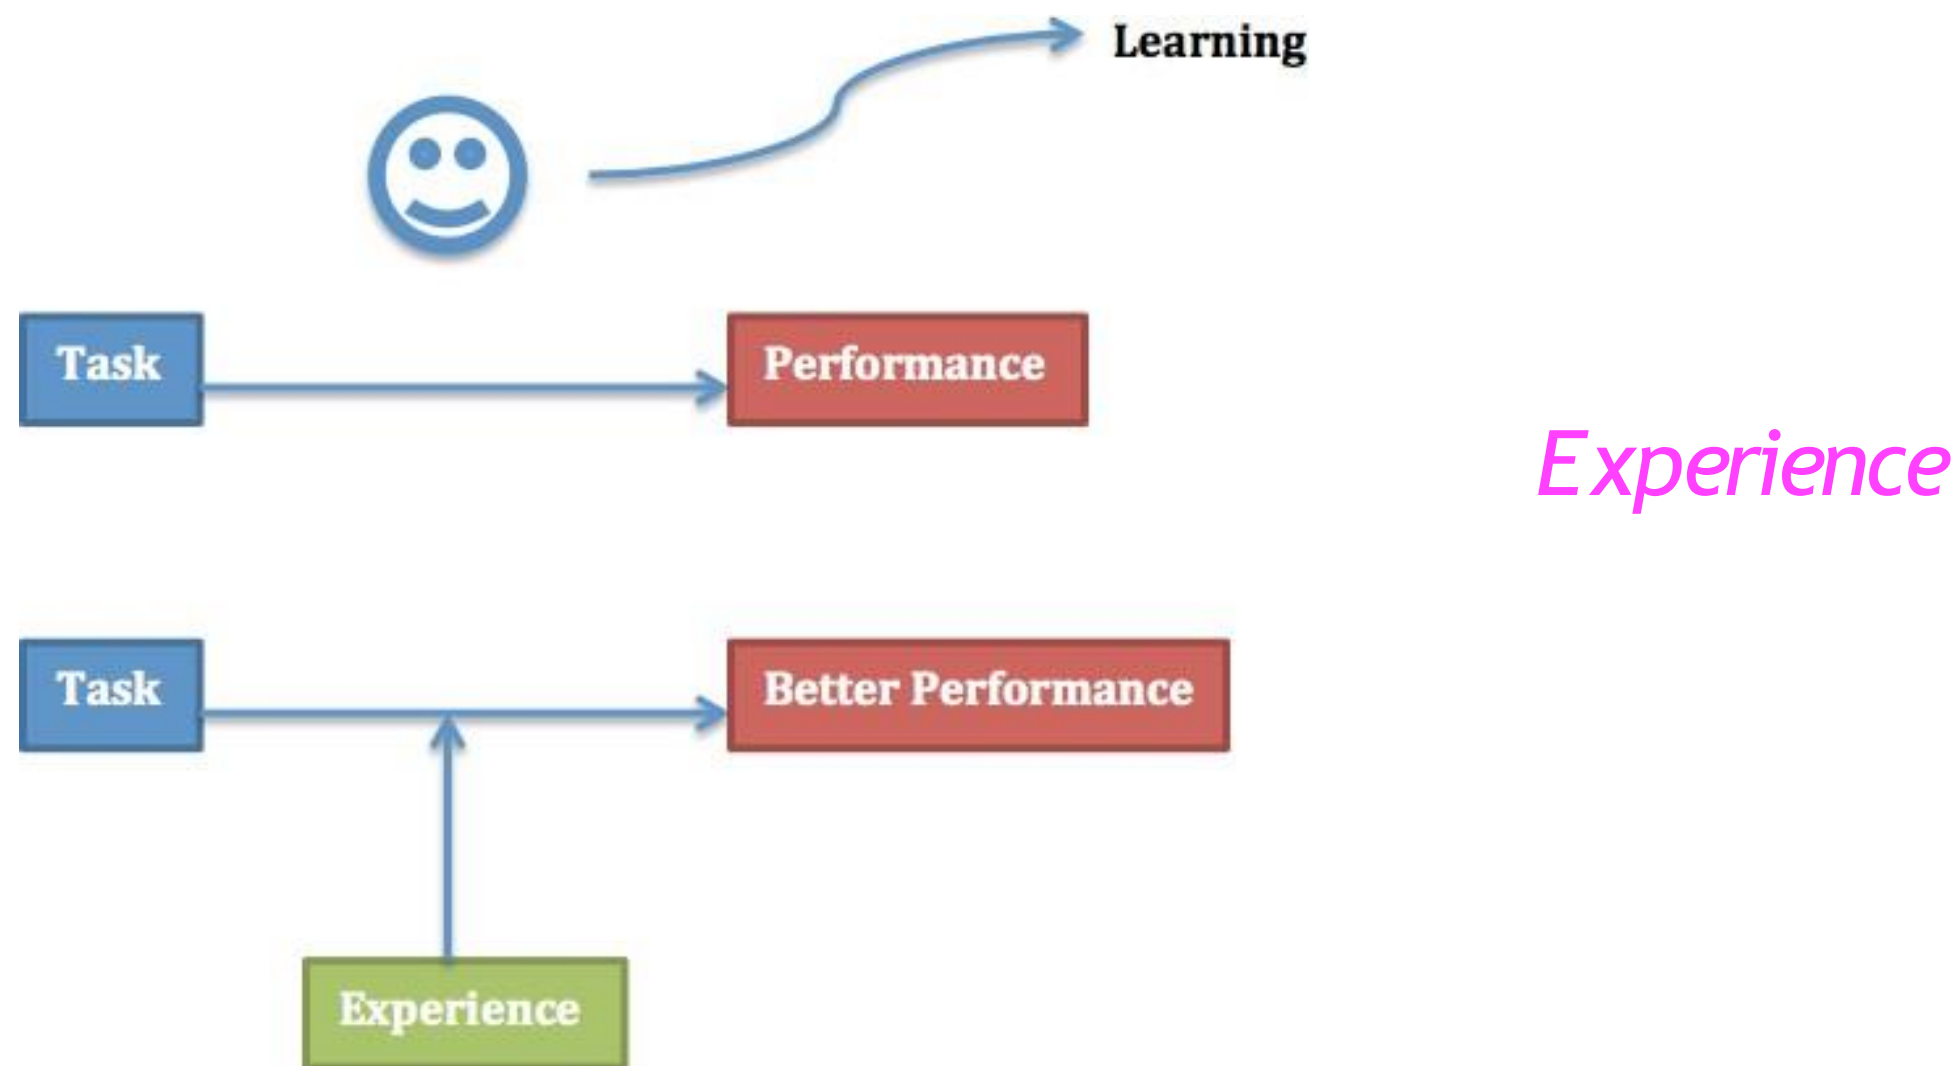 Learning
Task
Performance
Experience
Task
Better Performance
Experience